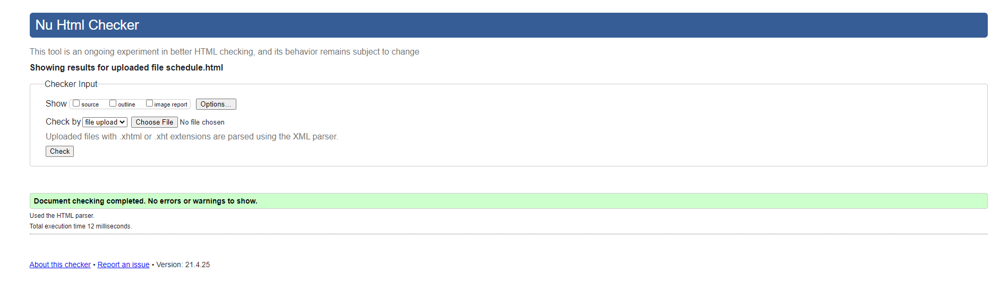 Nu Html Checker
This tool is an ongoing experiment in better HTML checking, and its behavior remains subject to change
Showing results for uploaded file schedule.html
Checker Input
Show source outline image report Options...
Check by file upload Choose File No file chosen
Uploaded files with .xhtml or .xht extensions are parsed using the XML parser.
Check
Document checking completed. No errors or warnings to show.
Used the HTML parser.
Total execution time 12 milliseconds.
About this checker • Report an issue • Version: 21.4.25